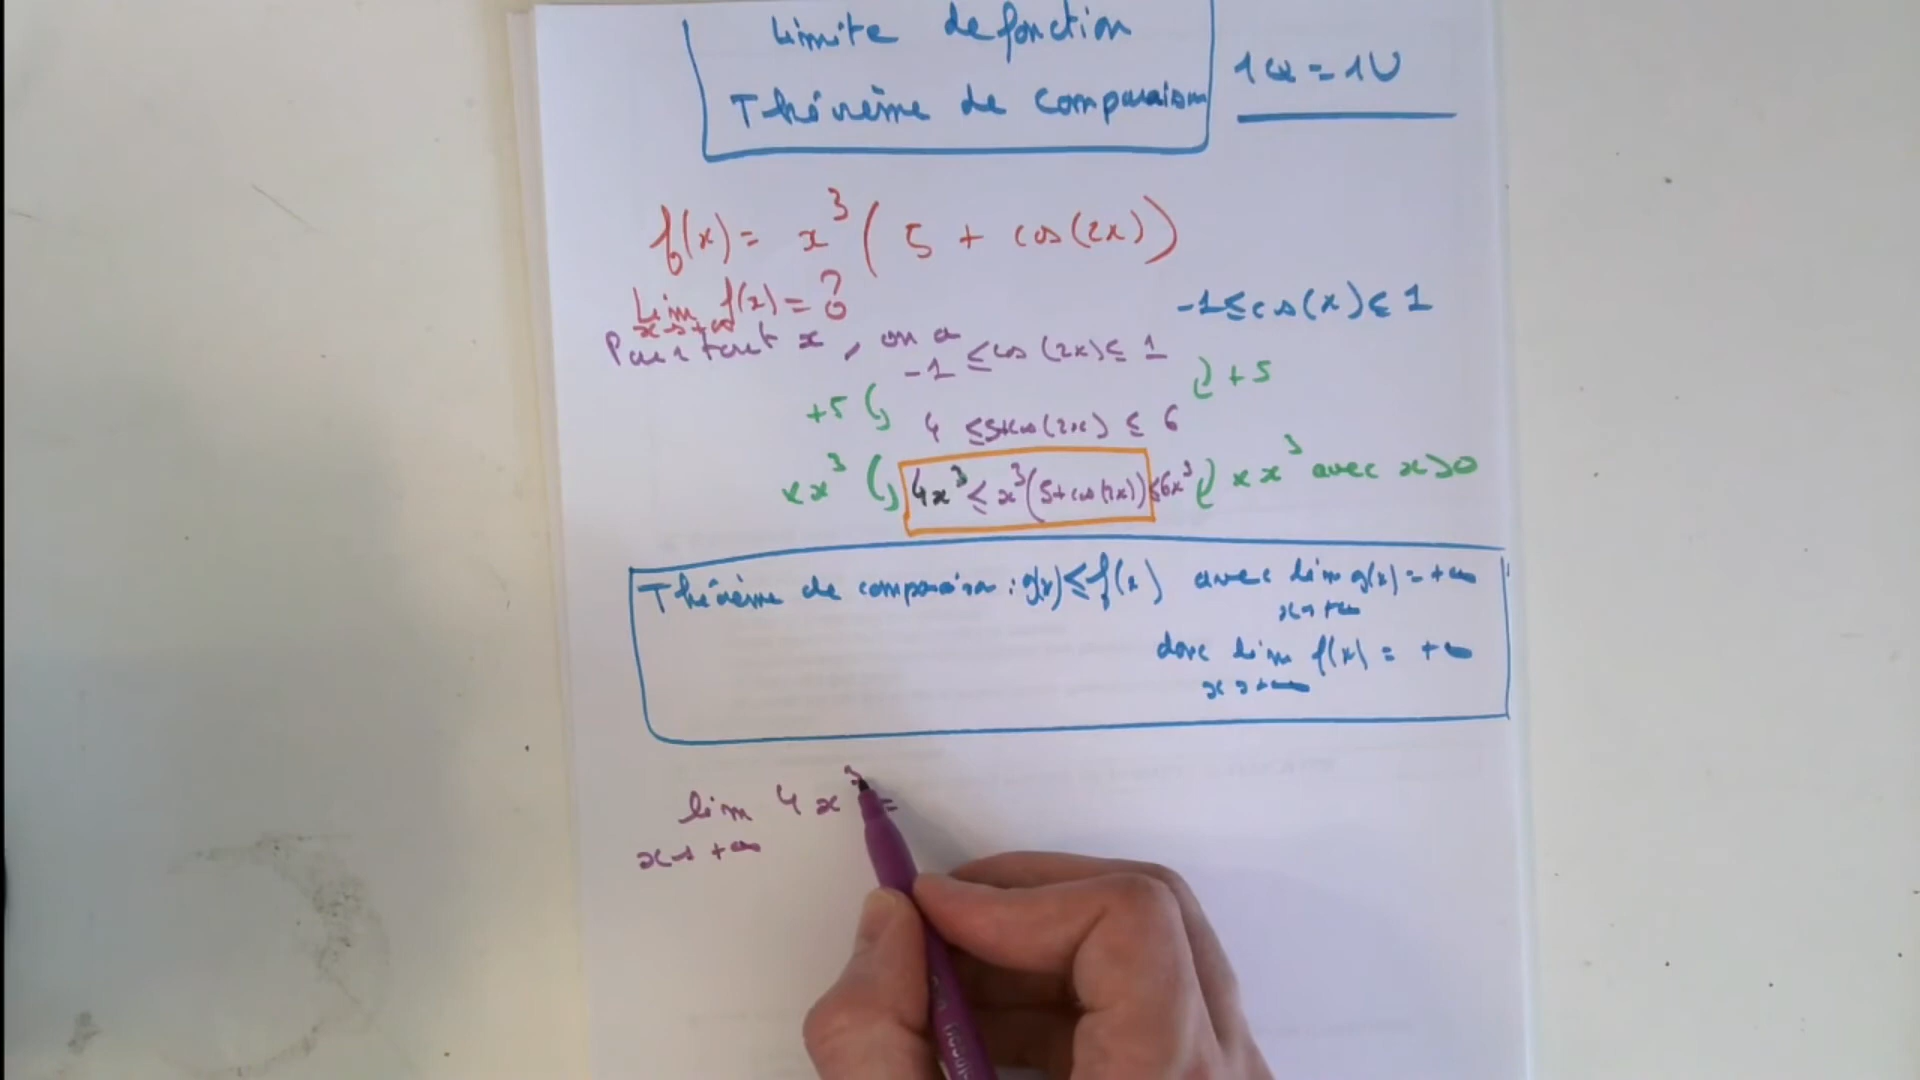 Limite de fonction
Théorème de comparaison
1Q = 1V
f(x) = x³ ( 5 + cos(2x))
Lim f(x) = ?
x→+∞
-1 ≤ cos(x) ≤ 1
Pour tout x, on a
-1 ≤ cos (2x) ≤ 1
+5
+5
4 ≤ 5+cos(2x) ≤ 6
× x³
4x³ ≤ x³(5+cos(2x)) ≤ 6x³
× x³ avec x>0
Théorème de comparaison : g(x) ≤ f(x) avec lim g(x) = +∞
x→+∞
donc lim f(x) = +∞
x→+∞
lim 4x³ =
x→+∞